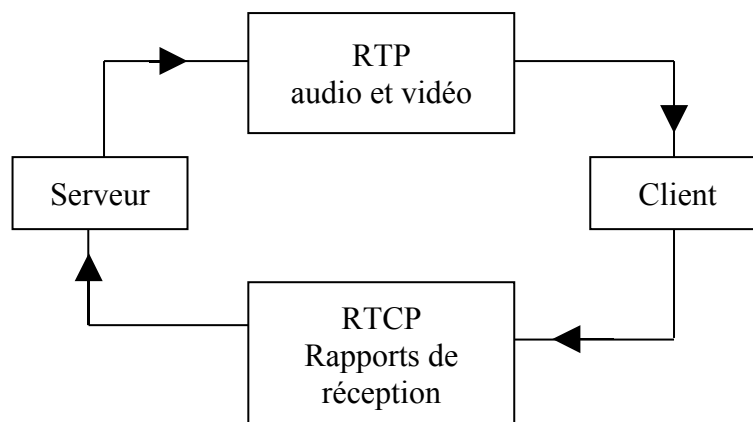 RTP
audio et vidéo
Serveur
Client
RTCP
Rapports de
réception